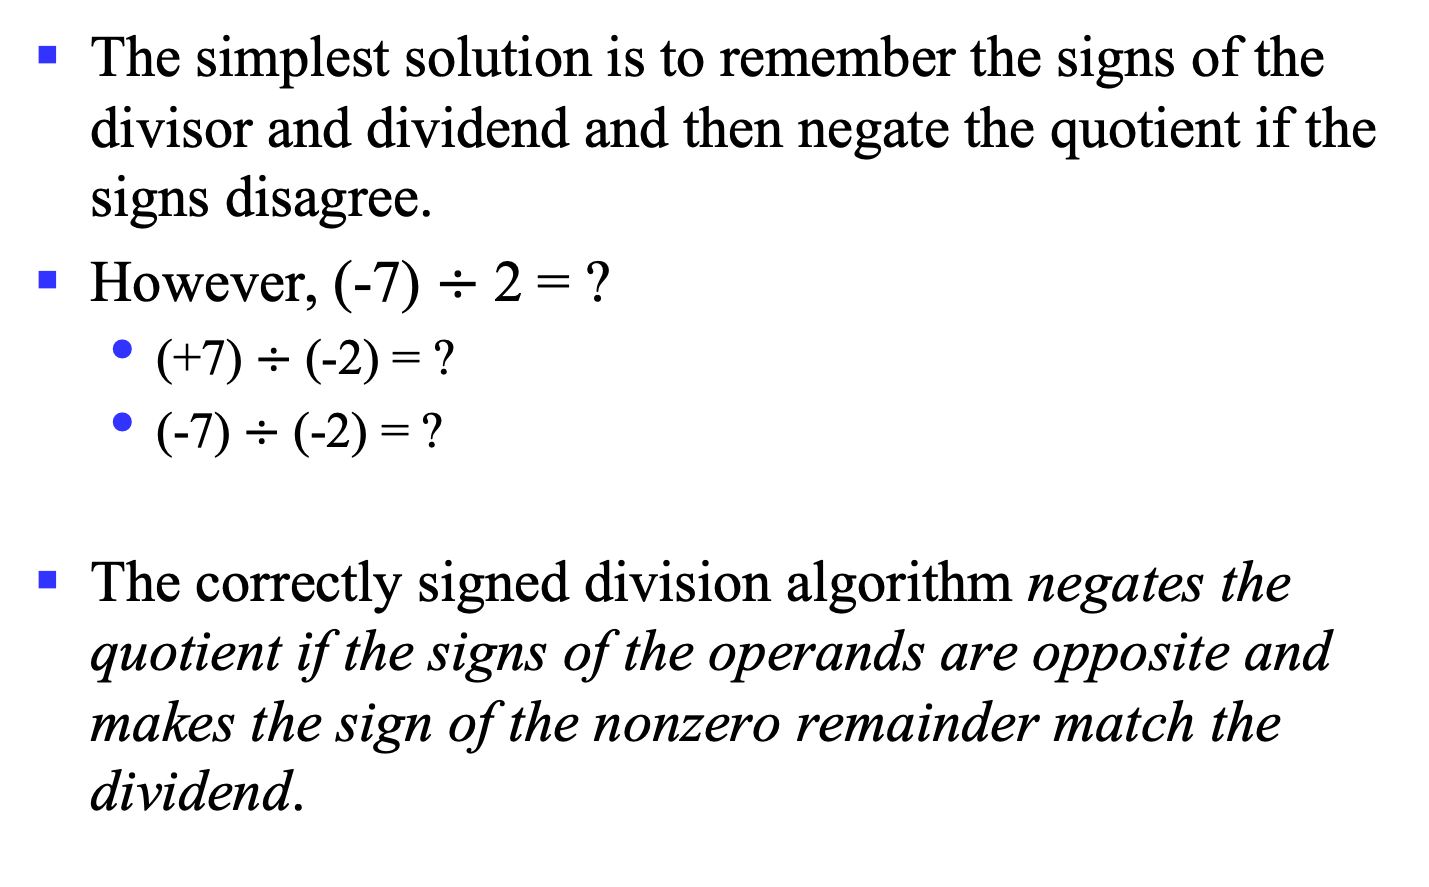 The simplest solution is to remember the signs of the
divisor and dividend and then negate the quotient if the
signs disagree.
However, (-7) ÷ 2 = ?
(+7) ÷ (-2) = ?
(-7) ÷ (-2) = ?
The correctly signed division algorithm negates the
quotient if the signs of the operands are opposite and
makes the sign of the nonzero remainder match the
dividend.